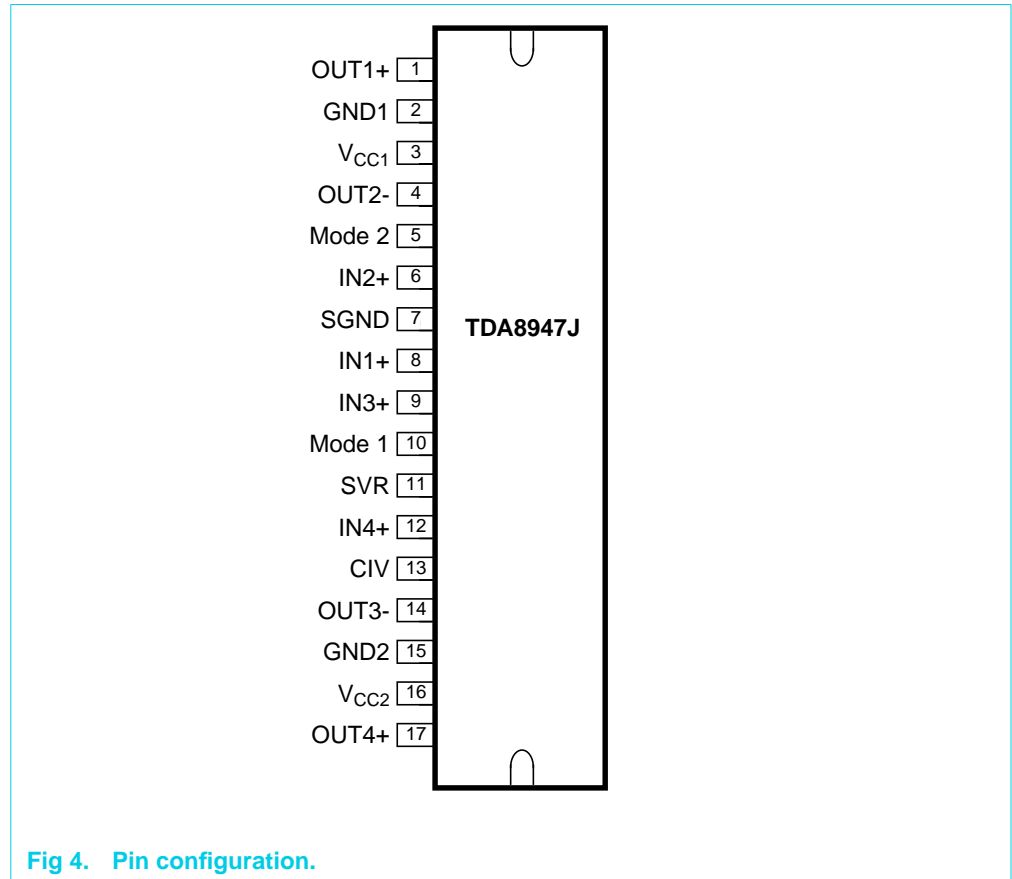 OUT1+ 1
GND1 2
VCC1 3
OUT2- 4
Mode 2 5
IN2+ 6
SGND 7
TDA8947J
IN1+ 8
IN3+ 9
Mode 1 10
SVR 11
IN4+ 12
CIV 13
OUT3- 14
GND2 15
VCC2 16
OUT4+ 17
Fig 4. Pin configuration.